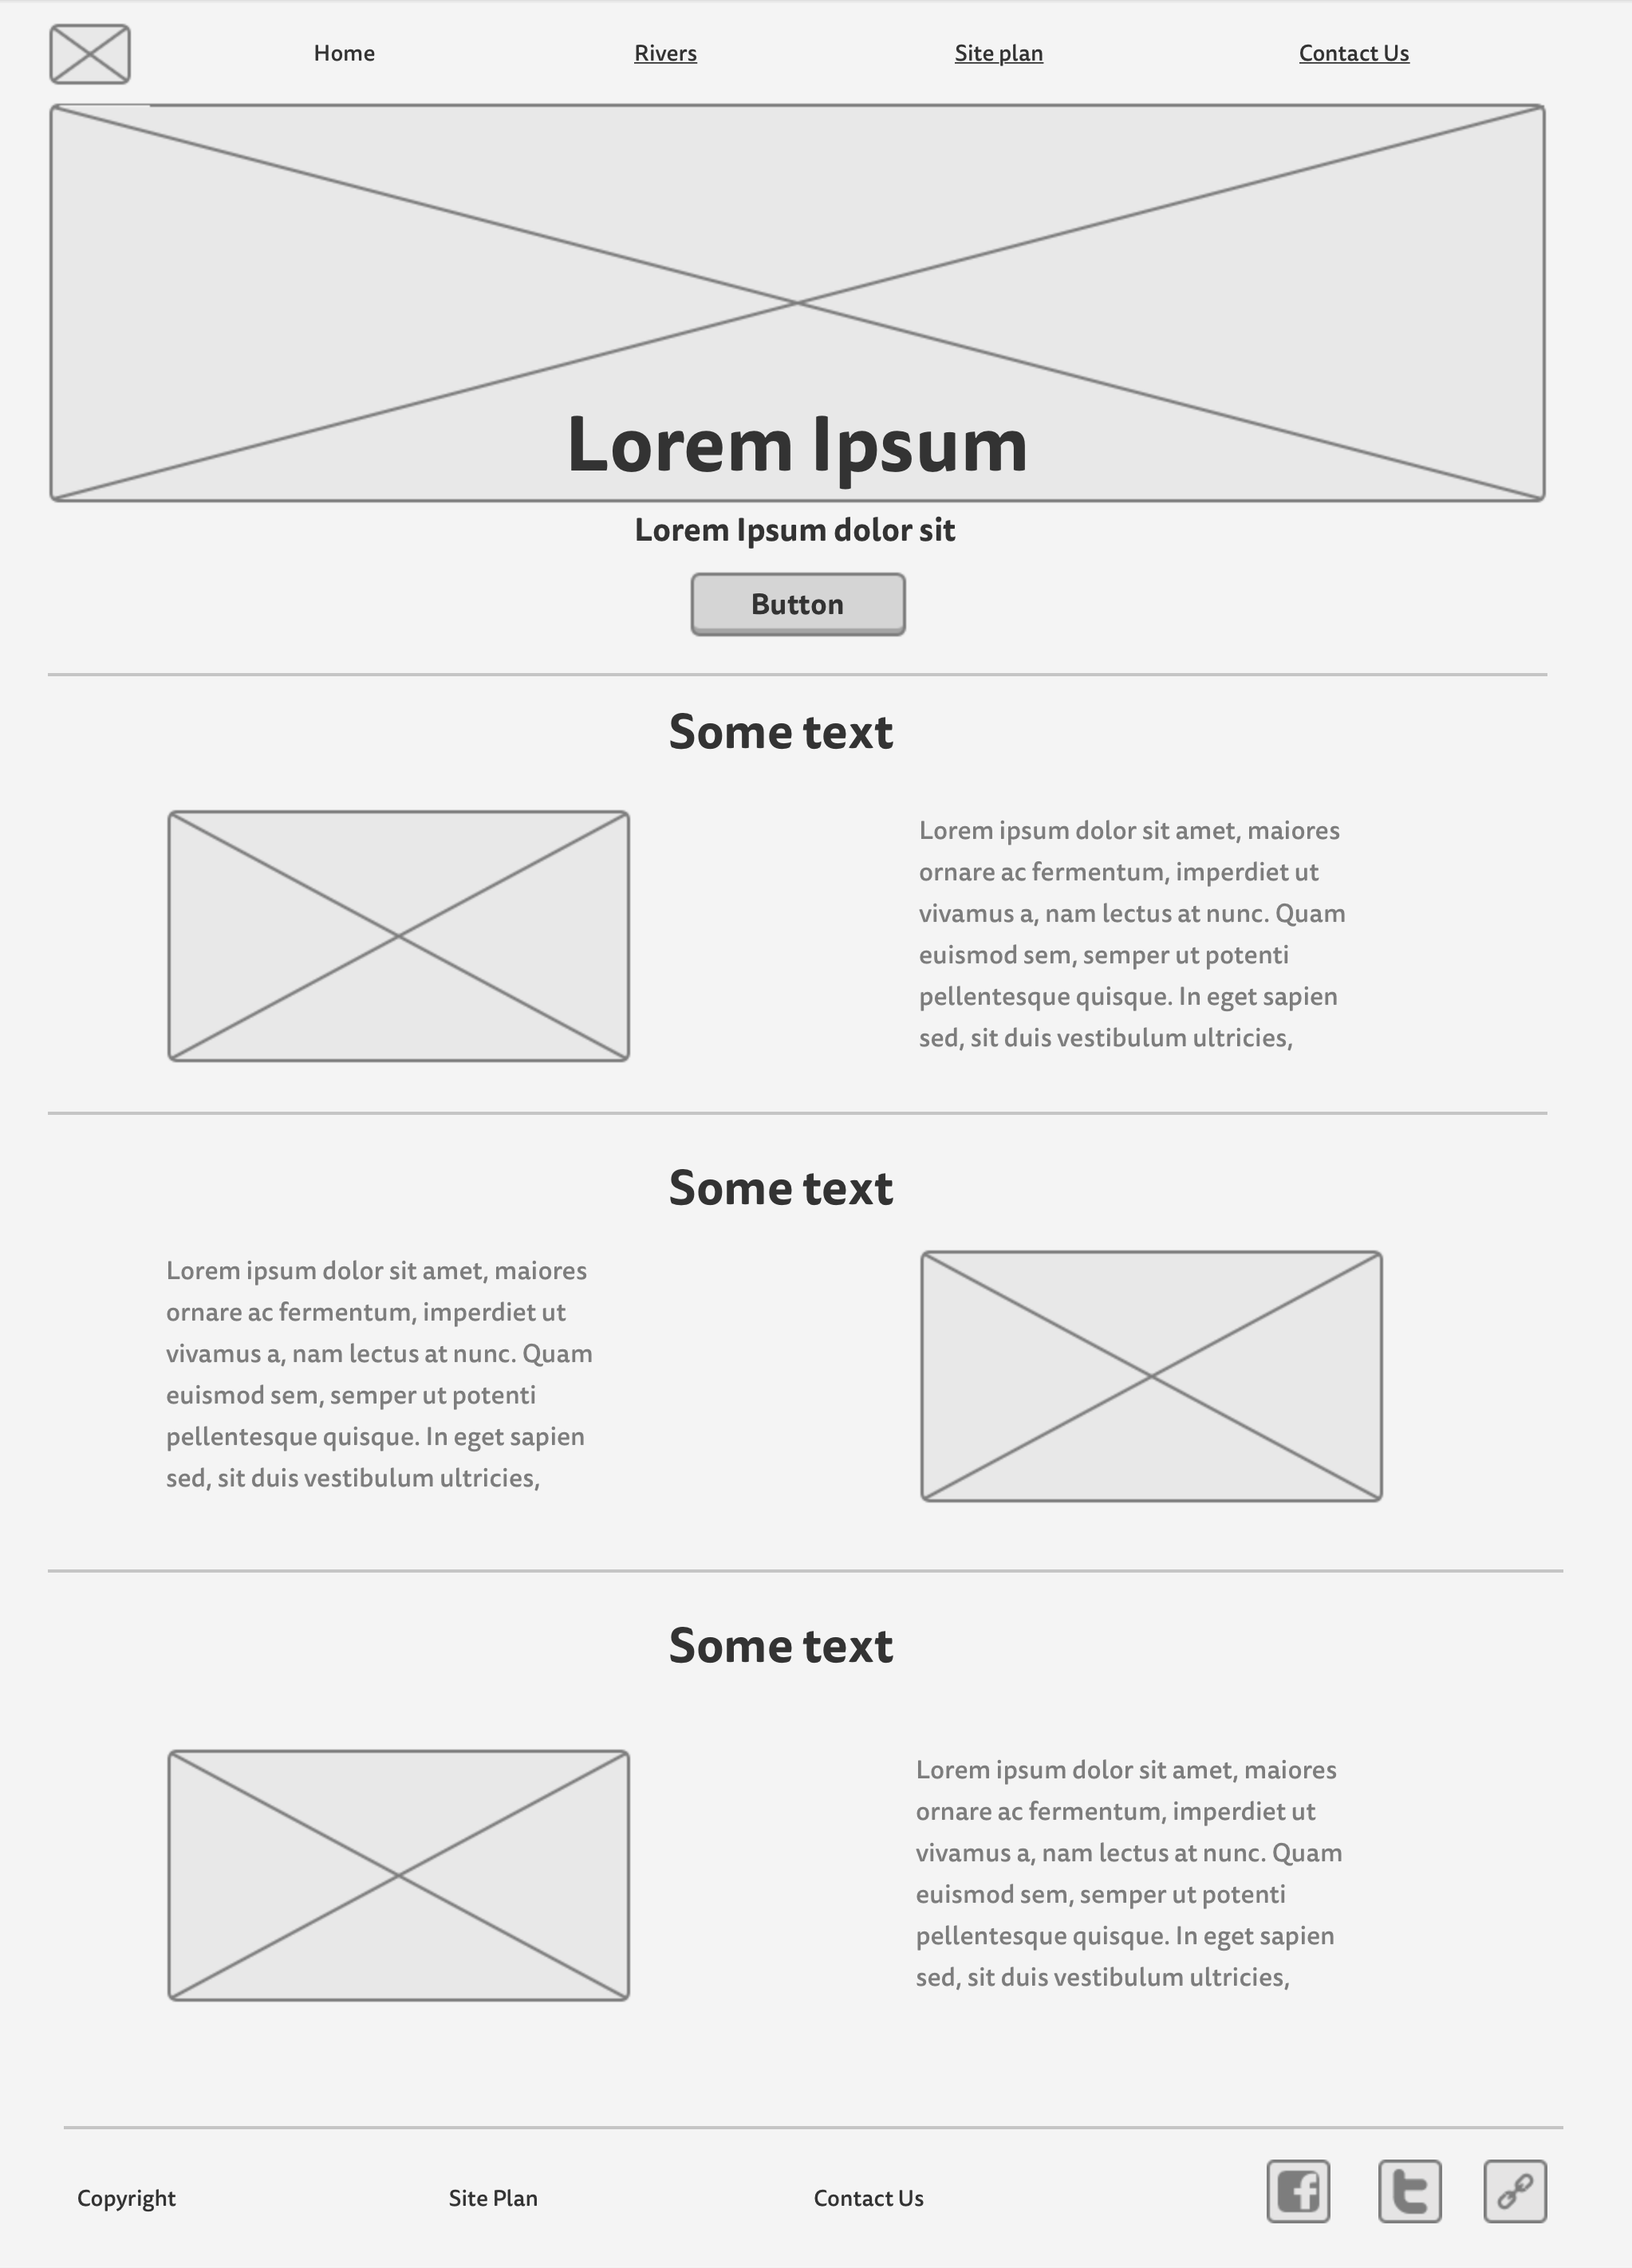 Home Rivers Site plan Contact Us
Lorem Ipsum
Lorem Ipsum dolor sit
Button
Some text
Lorem ipsum dolor sit amet, maiores
ornare ac fermentum, imperdiet ut
vivamus a, nam lectus at nunc. Quam
euismod sem, semper ut potenti
pellentesque quisque. In eget sapien
sed, sit duis vestibulum ultricies,
Some text
Lorem ipsum dolor sit amet, maiores
ornare ac fermentum, imperdiet ut
vivamus a, nam lectus at nunc. Quam
euismod sem, semper ut potenti
pellentesque quisque. In eget sapien
sed, sit duis vestibulum ultricies,
Some text
Lorem ipsum dolor sit amet, maiores
ornare ac fermentum, imperdiet ut
vivamus a, nam lectus at nunc. Quam
euismod sem, semper ut potenti
pellentesque quisque. In eget sapien
sed, sit duis vestibulum ultricies,
Copyright Site Plan Contact Us